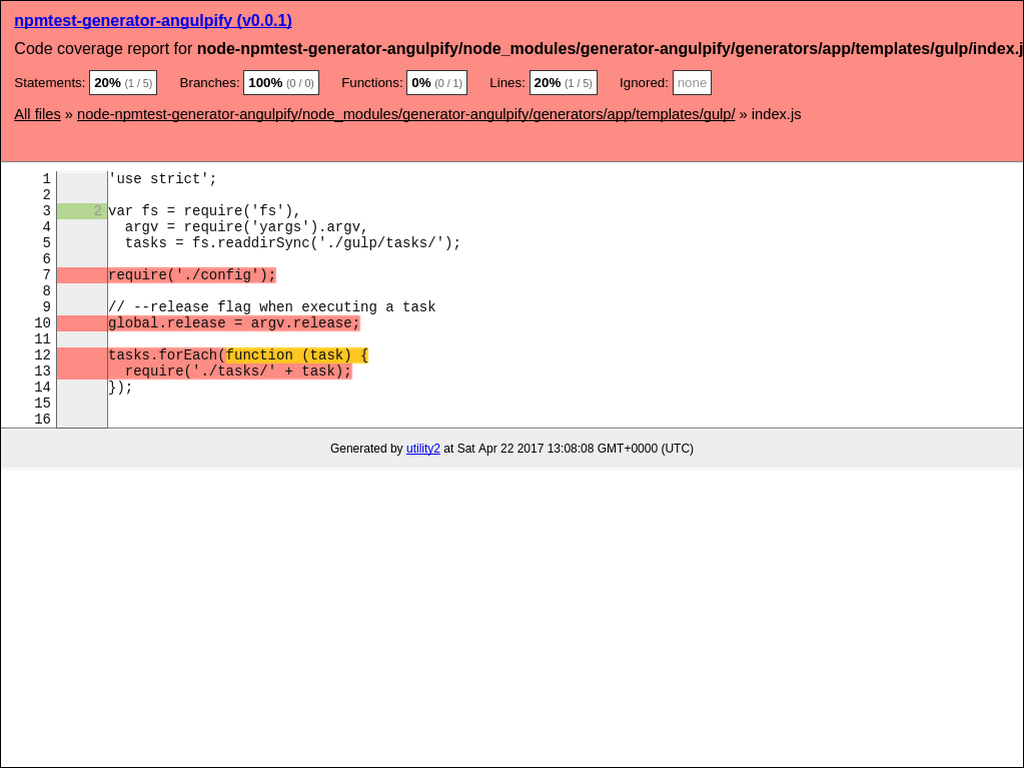 npmtest-generator-angulpify (v0.0.1)
Code coverage report for node-npmtest-generator-angulpify/node_modules/generator-angulpify/generators/app/templates/gulp/index.j
Statements: 20% (1 / 5) Branches: 100% (0 / 0) Functions: 0% (0 / 1) Lines: 20% (1 / 5) Ignored: none
All files » node-npmtest-generator-angulpify/node_modules/generator-angulpify/generators/app/templates/gulp/ » index.js
1 'use strict';
2
3 2 var fs = require('fs'),
4 argv = require('yargs').argv,
5 tasks = fs.readdirSync('./gulp/tasks/');
6
7 require('./config');
8
9 // --release flag when executing a task
10 global.release = argv.release;
11
12 tasks.forEach(function (task) {
13 require('./tasks/' + task);
14 });
15
16
Generated by utility2 at Sat Apr 22 2017 13:08:08 GMT+0000 (UTC)